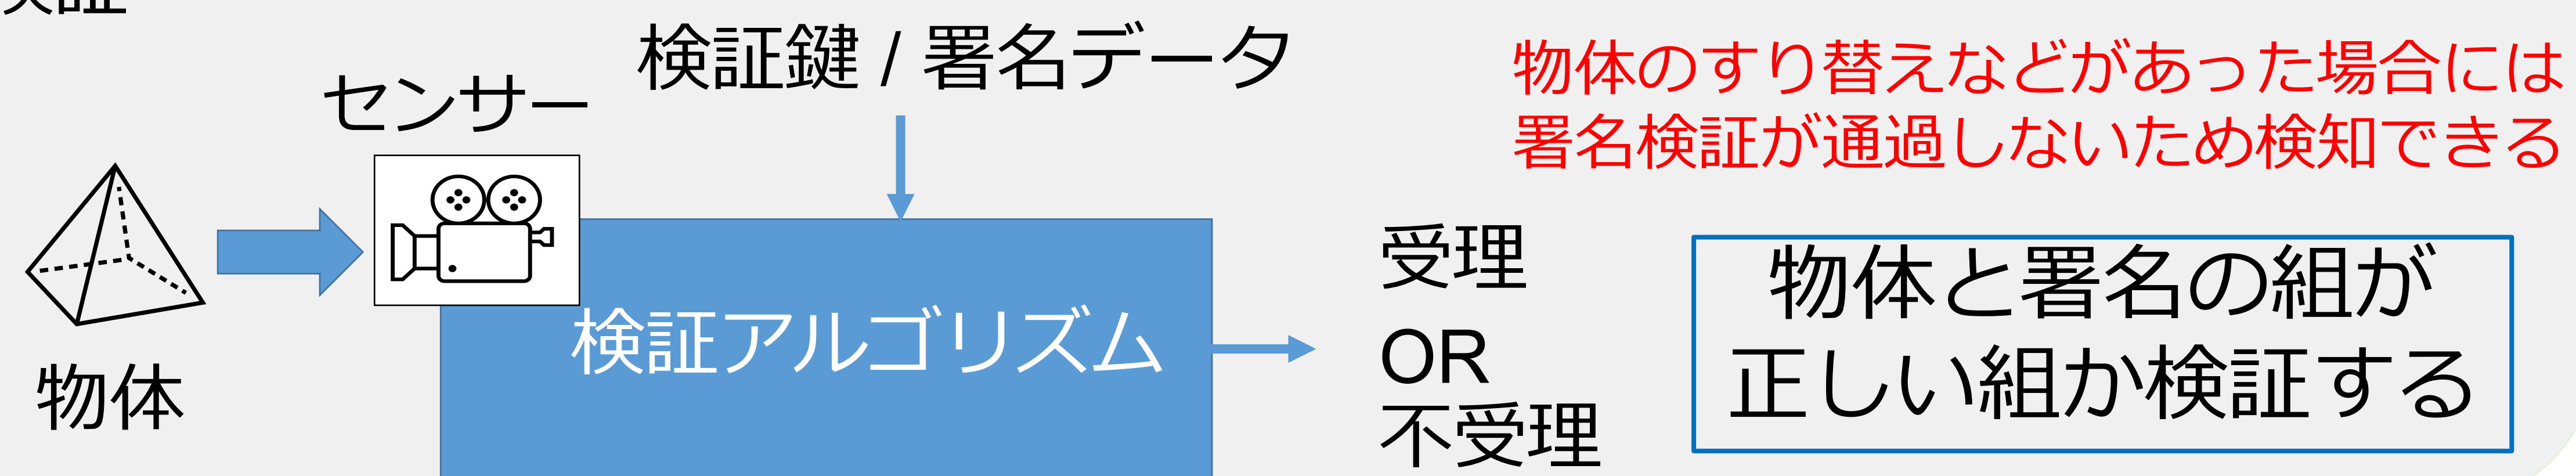 検証
検証鍵 / 署名データ
センサー
物体のすり替えなどがあった場合には
署名検証が通過しないため検知できる
物体
検証アルゴリズム
受理
OR
不受理
物体と署名の組が
正しい組か検証する